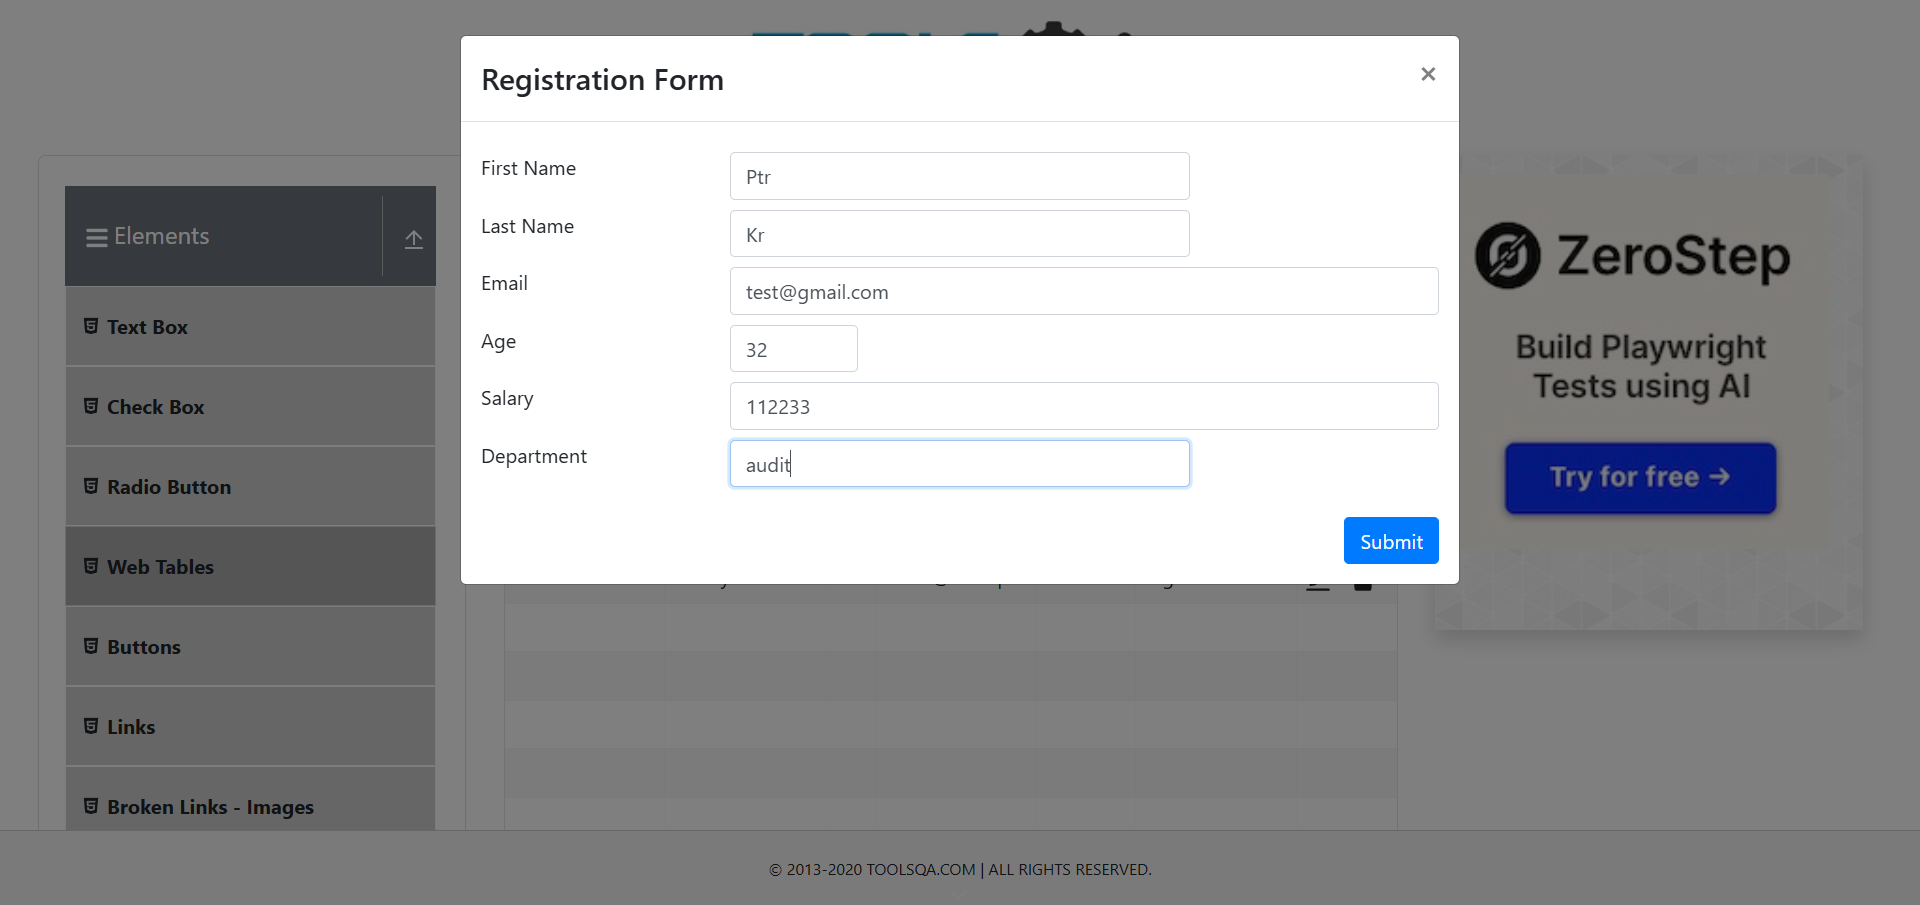 Registration Form
×
First Name
Ptr
Last Name
Kr
Email
test@gmail.com
Age
32
Salary
112233
Department
audit
Submit
Elements
Text Box
Check Box
Radio Button
Web Tables
Buttons
Links
Broken Links - Images
ZeroStep
Build Playwright
Tests using AI
Try for free →
© 2013-2020 TOOLSQA.COM | ALL RIGHTS RESERVED.